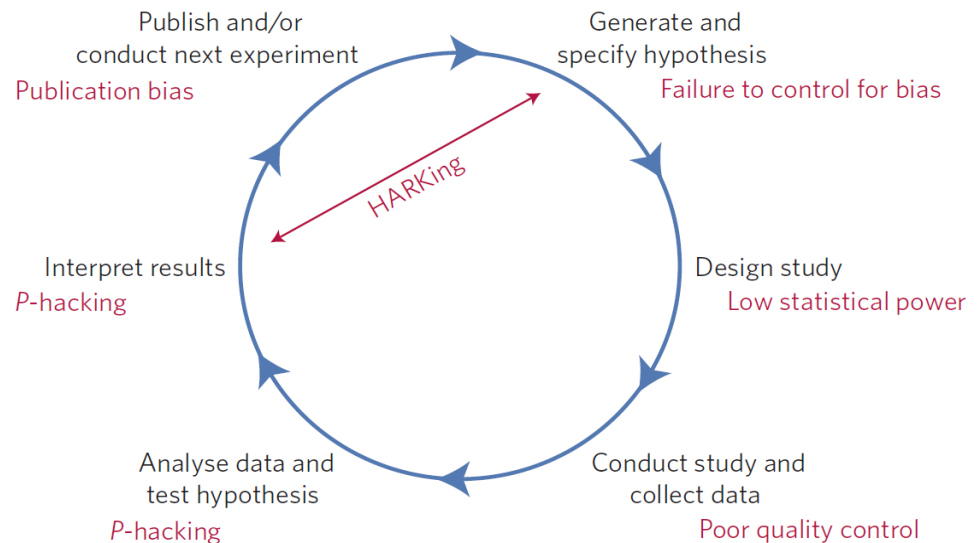 Publish and/or
conduct next experiment
Publication bias
Generate and
specify hypothesis
Failure to control for bias
HARKing
Interpret results
P-hacking
Design study
Low statistical power
Analyse data and
test hypothesis
P-hacking
Conduct study and
collect data
Poor quality control